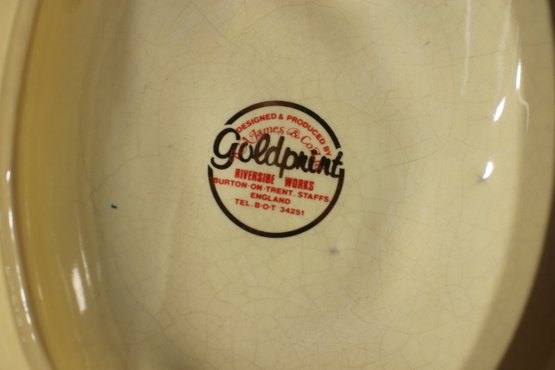 DESIGNED & PRODUCED BY
James & Co.
Goldprint
RIVERSIDE WORKS
BURTON-ON-TRENT. STAFFS.
ENGLAND
TEL. B-O-T 34251